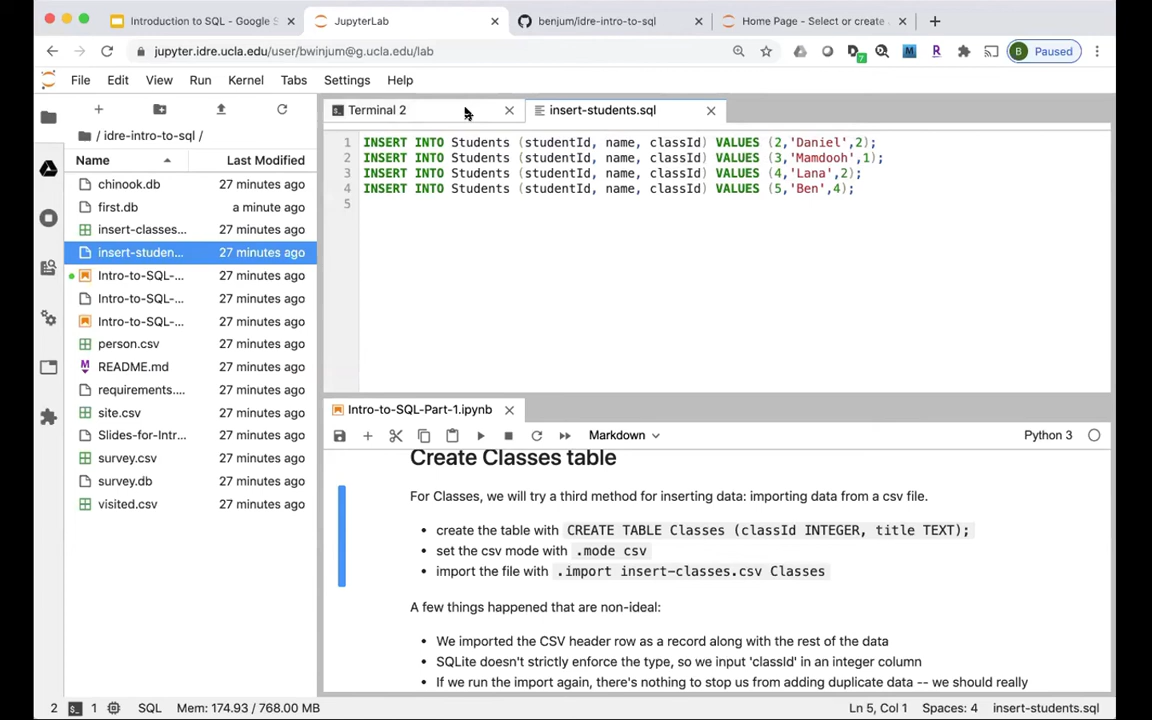 Introduction to SQL - Google S
JupyterLab
benjum/idre-intro-to-sql
Home Page - Select or create
jupyter.idre.ucla.edu/user/bwinjum@g.ucla.edu/lab
7
M
R
B
Paused
File Edit View Run Kernel Tabs Settings Help
/ idre-intro-to-sql /
Name Last Modified
chinook.db 27 minutes ago
first.db a minute ago
insert-classes... 27 minutes ago
insert-studen... 27 minutes ago
Intro-to-SQL-... 27 minutes ago
Intro-to-SQL-... 27 minutes ago
Intro-to-SQL-... 27 minutes ago
person.csv 27 minutes ago
README.md 27 minutes ago
requirements.... 27 minutes ago
site.csv 27 minutes ago
Slides-for-Intr... 27 minutes ago
survey.csv 27 minutes ago
survey.db 27 minutes ago
visited.csv 27 minutes ago
Terminal 2
insert-students.sql
1 INSERT INTO Students (studentId, name, classId) VALUES (2,'Daniel',2);
2 INSERT INTO Students (studentId, name, classId) VALUES (3,'Mamdooh',1);
3 INSERT INTO Students (studentId, name, classId) VALUES (4,'Lana',2);
4 INSERT INTO Students (studentId, name, classId) VALUES (5,'Ben',4);
5
Intro-to-SQL-Part-1.ipynb
Markdown
Python 3
Create Classes table
For Classes, we will try a third method for inserting data: importing data from a csv file.
• create the table with CREATE TABLE Classes (classId INTEGER, title TEXT);
• set the csv mode with .mode csv
• import the file with .import insert-classes.csv Classes
A few things happened that are non-ideal:
• We imported the CSV header row as a record along with the rest of the data
• SQLite doesn't strictly enforce the type, so we input 'classId' in an integer column
• If we run the import again, there's nothing to stop us from adding duplicate data -- we should really
2 1 SQL Mem: 174.93 / 768.00 MB
Ln 5, Col 1 Spaces: 4 insert-students.sql